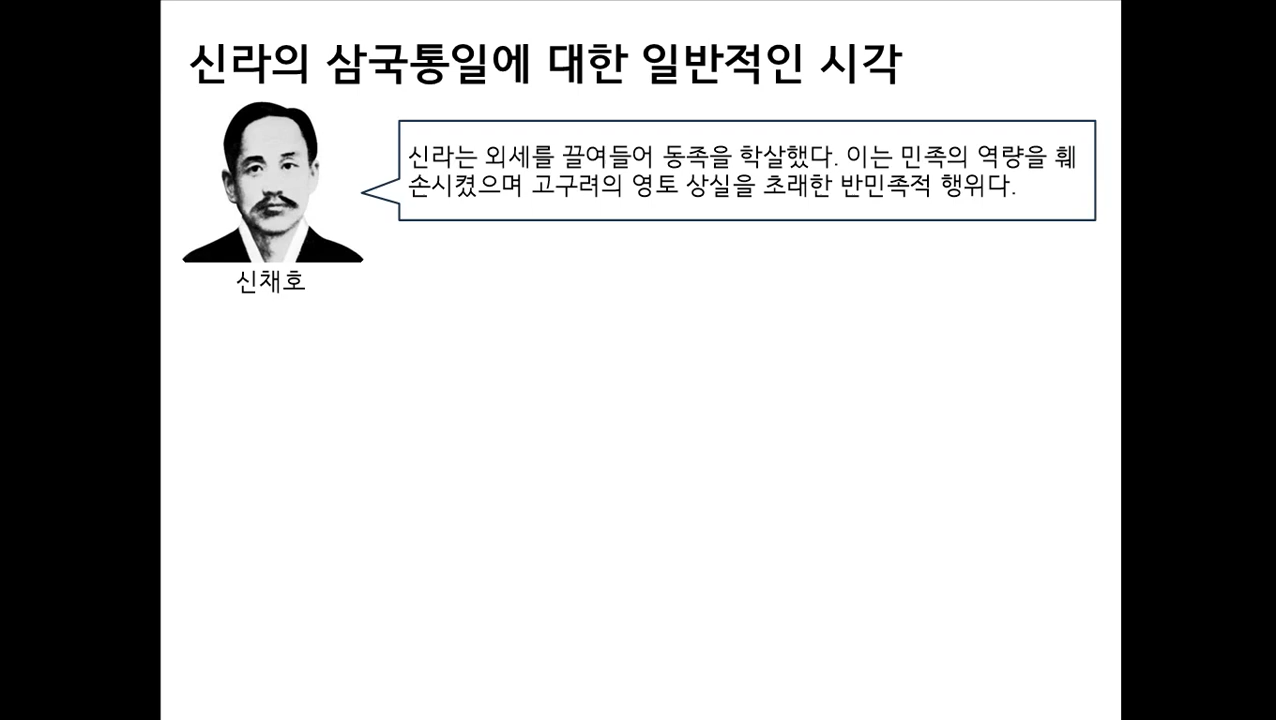 신라의 삼국통일에 대한 일반적인 시각
신라는 외세를 끌여들어 동족을 학살했다. 이는 민족의 역량을 훼
손시켰으며 고구려의 영토 상실을 초래한 반민족적 행위다.
신채호